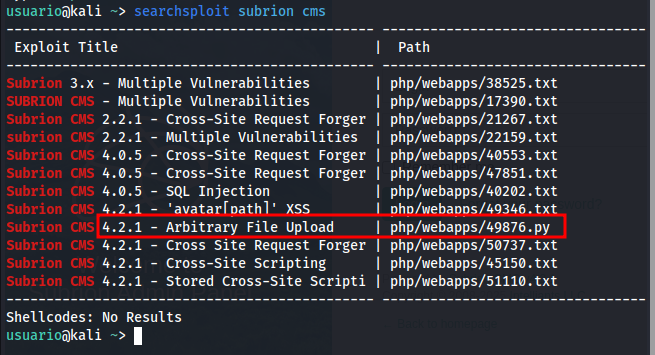 usuario@kali ~> searchsploit subrion cms
---------------------------------------------- ---------------------------------
 Exploit Title | Path
---------------------------------------------- ---------------------------------
Subrion 3.x - Multiple Vulnerabilities | php/webapps/38525.txt
SUBRION CMS - Multiple Vulnerabilities | php/webapps/17390.txt
Subrion CMS 2.2.1 - Cross-Site Request Forger | php/webapps/21267.txt
Subrion CMS 2.2.1 - Multiple Vulnerabilities | php/webapps/22159.txt
Subrion CMS 4.0.5 - Cross-Site Request Forger | php/webapps/40553.txt
Subrion CMS 4.0.5 - Cross-Site Request Forger | php/webapps/47851.txt
Subrion CMS 4.0.5 - SQL Injection | php/webapps/40202.txt
Subrion CMS 4.2.1 - 'avatar[path]' XSS | php/webapps/49346.txt
Subrion CMS 4.2.1 - Arbitrary File Upload | php/webapps/49876.py
Subrion CMS 4.2.1 - Cross Site Request Forger | php/webapps/50737.txt
Subrion CMS 4.2.1 - Cross-Site Scripting | php/webapps/45150.txt
Subrion CMS 4.2.1 - Stored Cross-Site Scripti | php/webapps/51110.txt
---------------------------------------------- ---------------------------------
Shellcodes: No Results
usuario@kali ~>